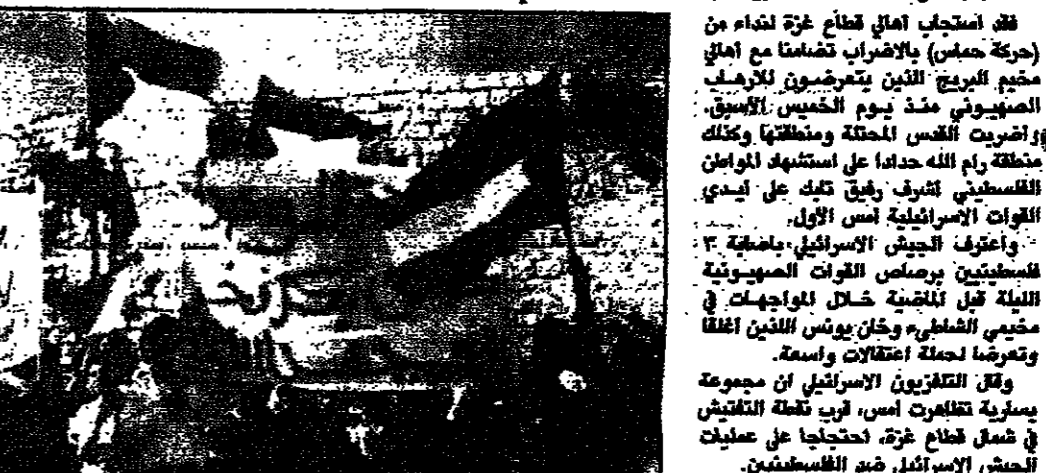 فقد استجاب اهالي قطاع غزة لنداء من
(حركة حماس) بالاضراب تضامنا مع اهالي
مخيم البريج الذين يتعرضون للارهاب
الصهيوني منذ يوم الخميس الاسبق.
واضربت القدس المحتلة ومنطقتها وكذلك
منطقة رام الله حدادا على استشهاد المواطن
الفلسطيني اشرف رفيق تابك على ايدي
القوات الاسرائيلية امس الاول.
واعترف الجيش الاسرائيلي باصابة ٣
فلسطينيين برصاص القوات الصهيونية
الليلة قبل الماضية خلال المواجهات في
مخيمي الشاطيء وخان يونس اللذين اغلقا
وتعرضا لحملة اعتقالات واسعة.
وقال التلفزيون الاسرائيلي ان مجموعة
يسارية تظاهرت امس، قرب نقطة التفتيش
في شمال قطاع غزة، احتجاجا على عمليات
الجيش الاسرائيلي ضد الفلسطينيين.